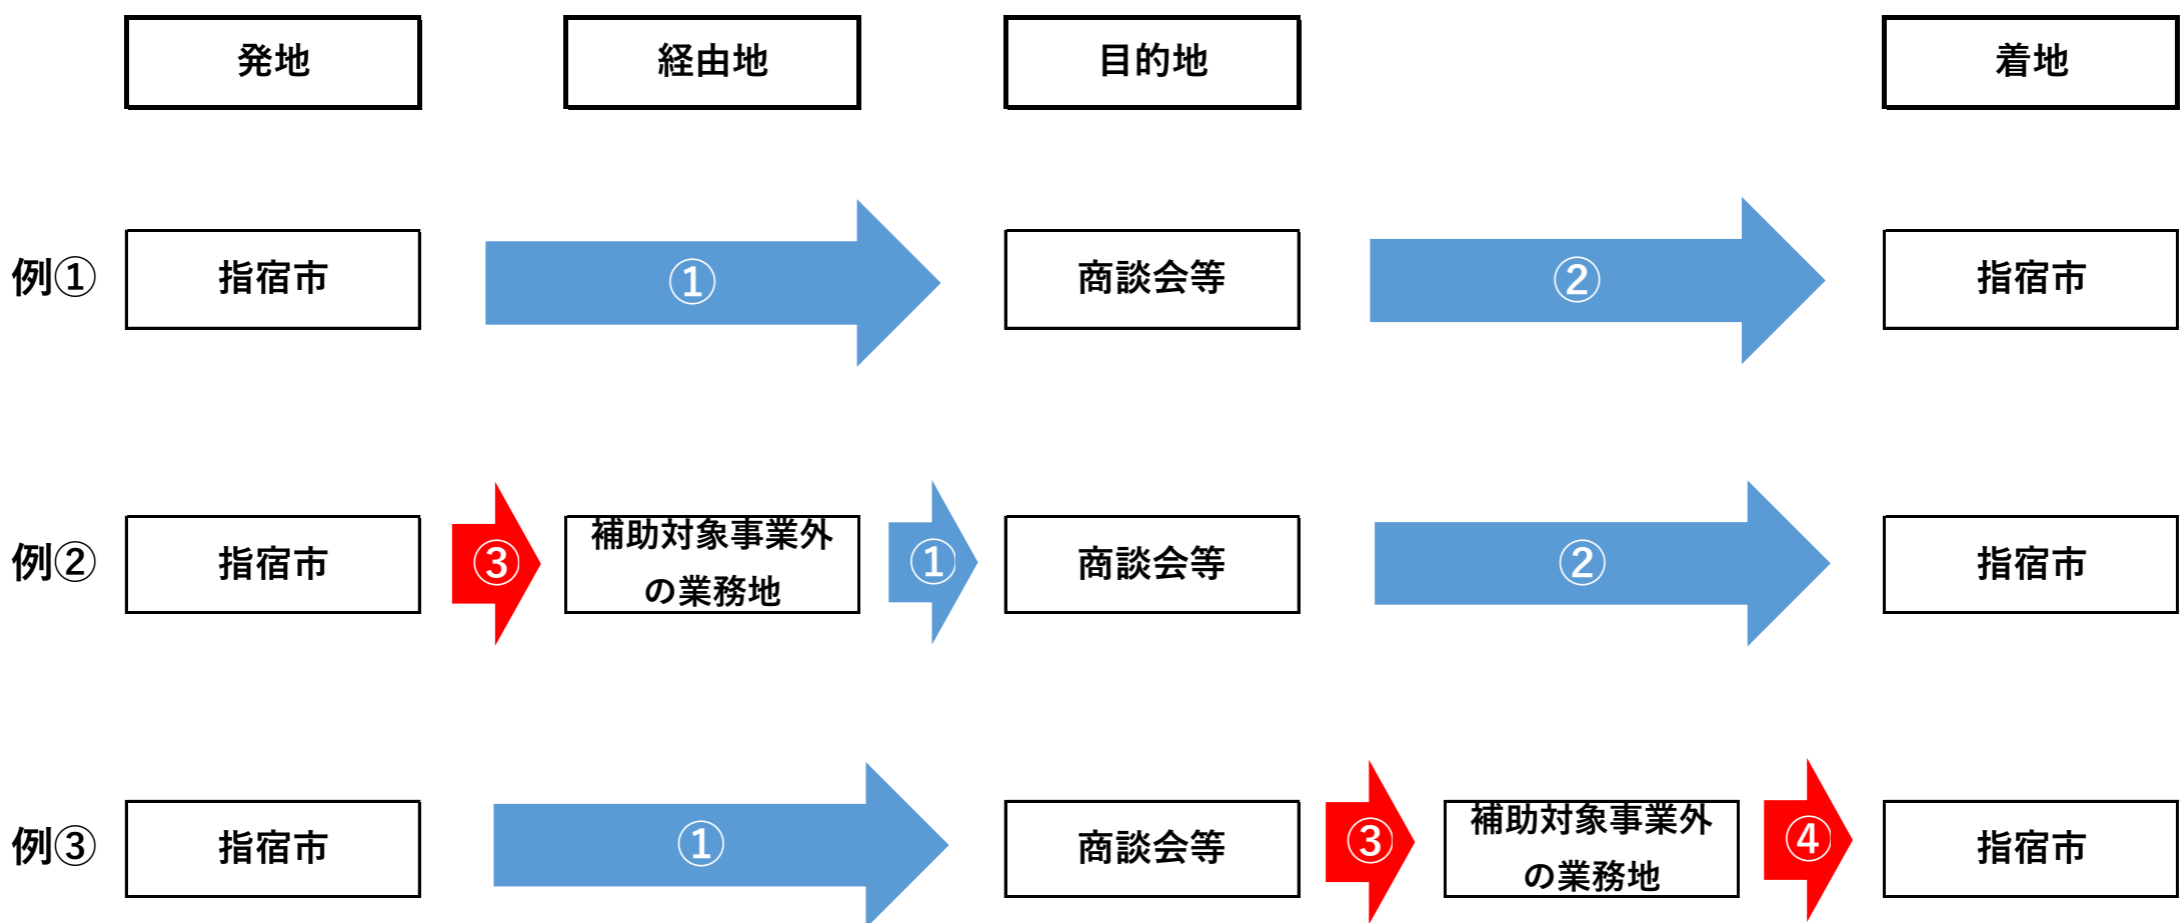 発地
経由地
目的地
着地
例①
指宿市
①
商談会等
②
指宿市
例②
指宿市
③
補助対象事業外
の業務地
①
商談会等
②
指宿市
例③
指宿市
①
商談会等
③
補助対象事業外
の業務地
④
指宿市